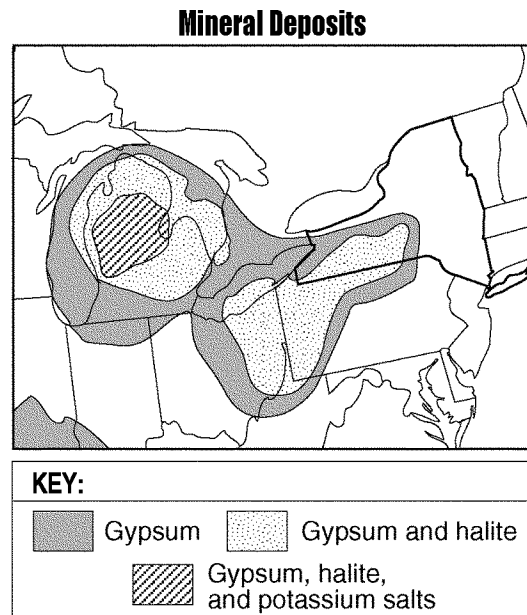 Mineral Deposits
KEY:
Gypsum
Gypsum and halite
Gypsum, halite,
and potassium salts